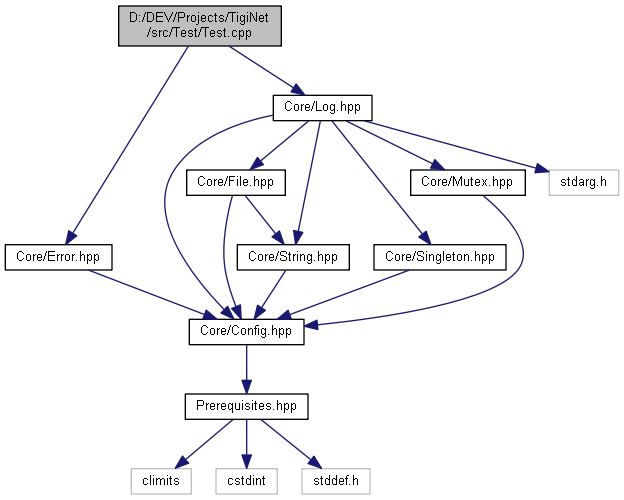 D:/DEV/Projects/TigiNet
/src/Test/Test.cpp
Core/Log.hpp
Core/File.hpp
Core/Mutex.hpp
stdarg.h
Core/Error.hpp
Core/String.hpp
Core/Singleton.hpp
Core/Config.hpp
Prerequisites.hpp
climits
cstdint
stddef.h